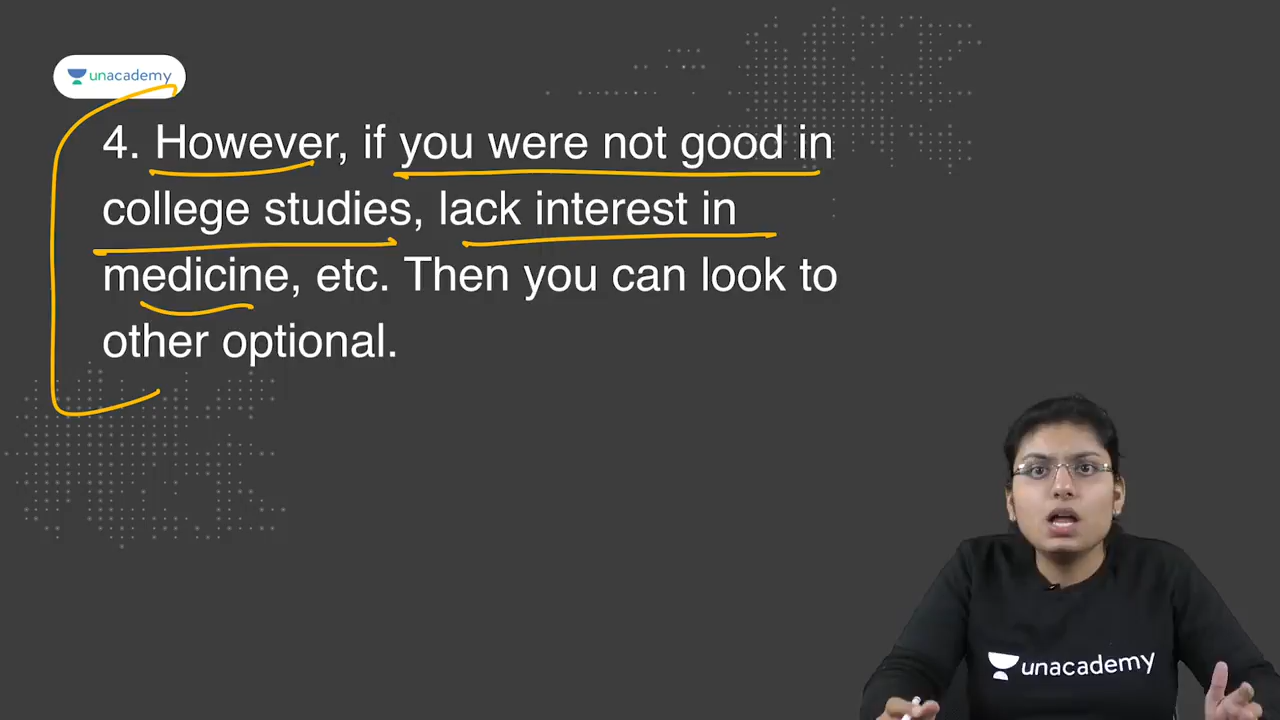 unacademy
4. However, if you were not good in
college studies, lack interest in
medicine, etc. Then you can look to
other optional.
unacademy